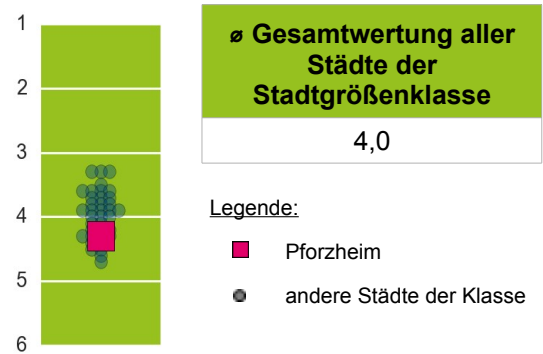 1
2
3
4
5
6
ø Gesamtwertung aller
Städte der
Stadtgrößenklasse
4,0
Legende:
Pforzheim
andere Städte der Klasse